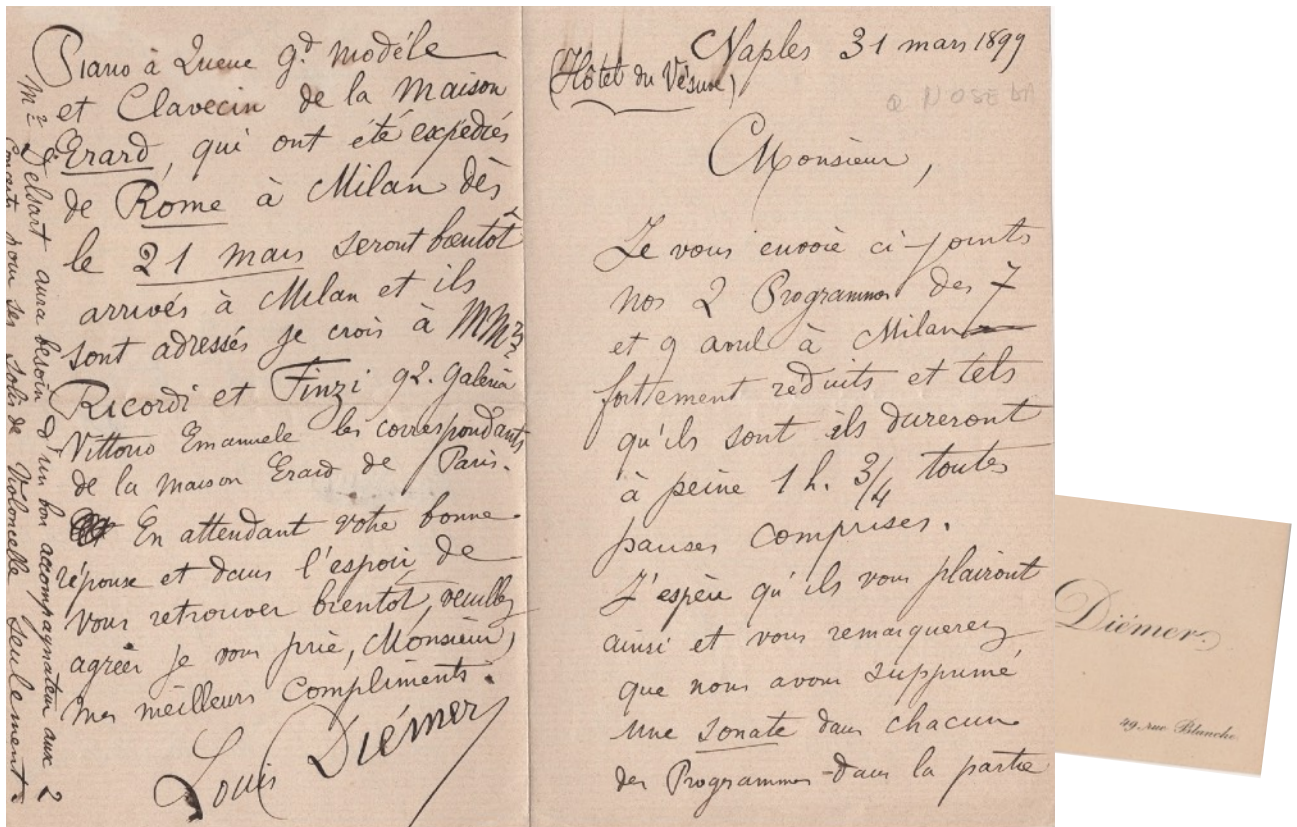 Naples 31 mars 1899
(Hôtel du Vésuve)
Monsieur,
Je vous envoie ci-joints
nos 2 Programmes des 7
et 9 avril à Milan
fortement réduits et tels
qu'ils sont ils dureront
à peine 1 h. 3/4 toutes
pauses comprises.
J'espère qu'ils vous plairont
ainsi et vous remarquerez
que nous avons supprimé
une sonate dans chacun
des Programmes - dans la partie
Piano à Queue gd modèle
et Clavecin de la Maison
Erard, qui ont été expédiés
de Rome à Milan dès
le 21 mars seront bientôt
arrivés à Milan et ils
sont adressés je crois à MMrs
Ricordi et Finzi 92. Galeria
Vittorio Emanuele les correspondants
de la maison Erard de Paris.
En attendant votre bonne
réponse et dans l'espoir de
vous retrouver bientôt, veuillez
agréer je vous prie, Monsieur,
mes meilleurs compliments.
Louis Diémer
Mr Delsart aura besoin d'un bon accompagnateur aux 2
Concerts pour ses solis de Violoncelle seulement.
Diémer
49, rue Blanche.